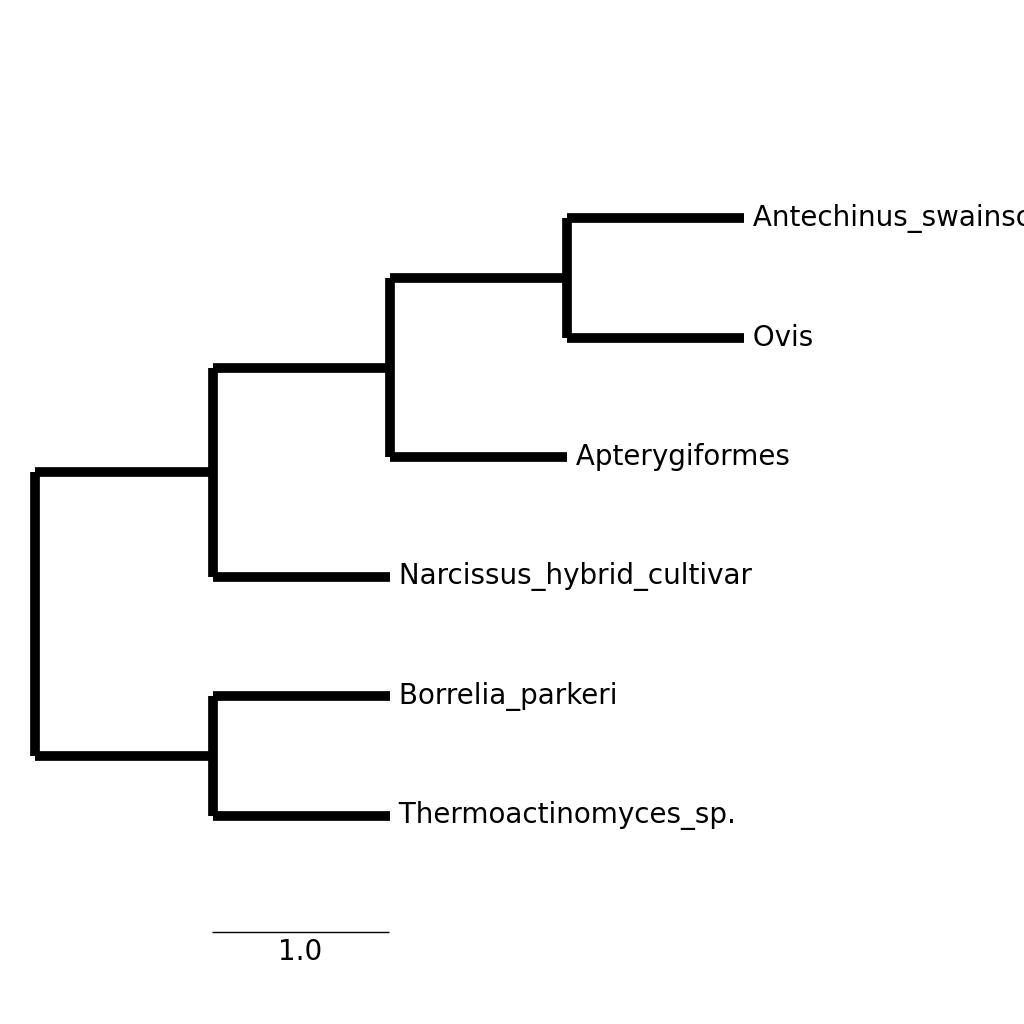 Antechinus_swainso
Ovis
Apterygiformes
Narcissus_hybrid_cultivar
Borrelia_parkeri
Thermoactinomyces_sp.
1.0